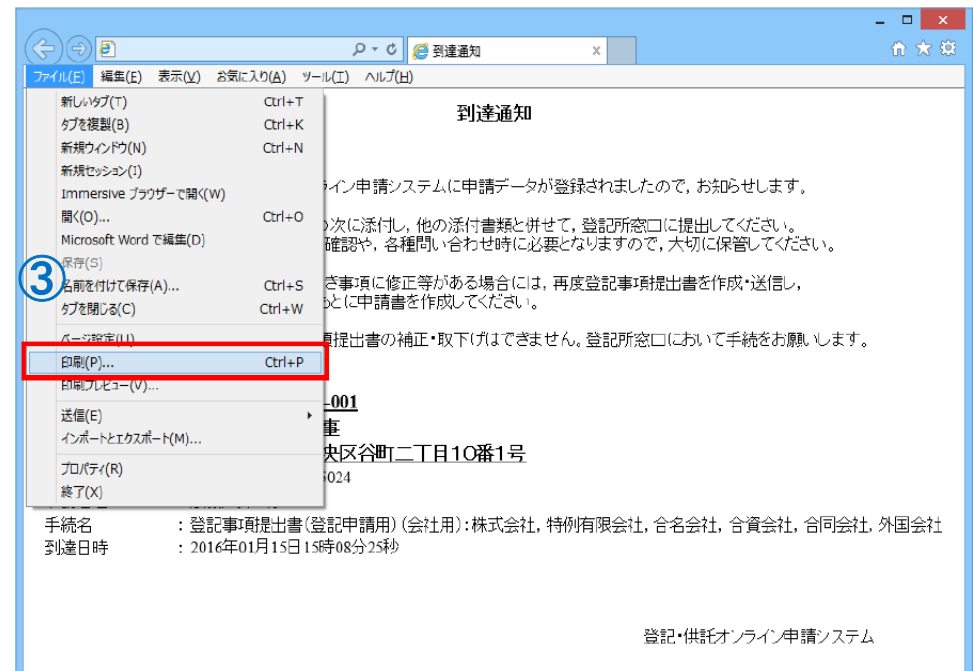 到達通知
ファイル(F) 編集(E) 表示(V) お気に入り(A) ツール(T) ヘルプ(H)
新しいタブ(T) Ctrl+T
タブを複製(B) Ctrl+K
新規ウィンドウ(N) Ctrl+N
新規セッション(I)
Immersive ブラウザーで開く(W)
開く(O)... Ctrl+O
Microsoft Word で編集(D)
保存(S)
③
名前を付けて保存(A)... Ctrl+S
タブを閉じる(C) Ctrl+W
ページ設定(U)...
印刷(P)... Ctrl+P
印刷プレビュー(V)...
送信(E)
インポートとエクスポート(M)...
プロパティ(R)
終了(X)
到達通知
イン申請システムに申請データが登録されましたので，お知らせします。
次に添付し，他の添付書類と併せて，登記所窓口に提出してください。
確認や，各種問い合わせ時に必要となりますので，大切に保管してください。
事項に修正等がある場合には，再度登記事項提出書を作成・送信し，
とに申請書を作成してください。
提出書の補正・取下げはできません。登記所窓口において手続をお願いします。
-001
事
央区谷町二丁目10番1号
5024
手続名 ：登記事項提出書（登記申請用）（会社用）：株式会社，特例有限会社，合名会社，合資会社，合同会社，外国会社
到達日時 ：2016年01月15日15時08分25秒
登記・供託オンライン申請システム